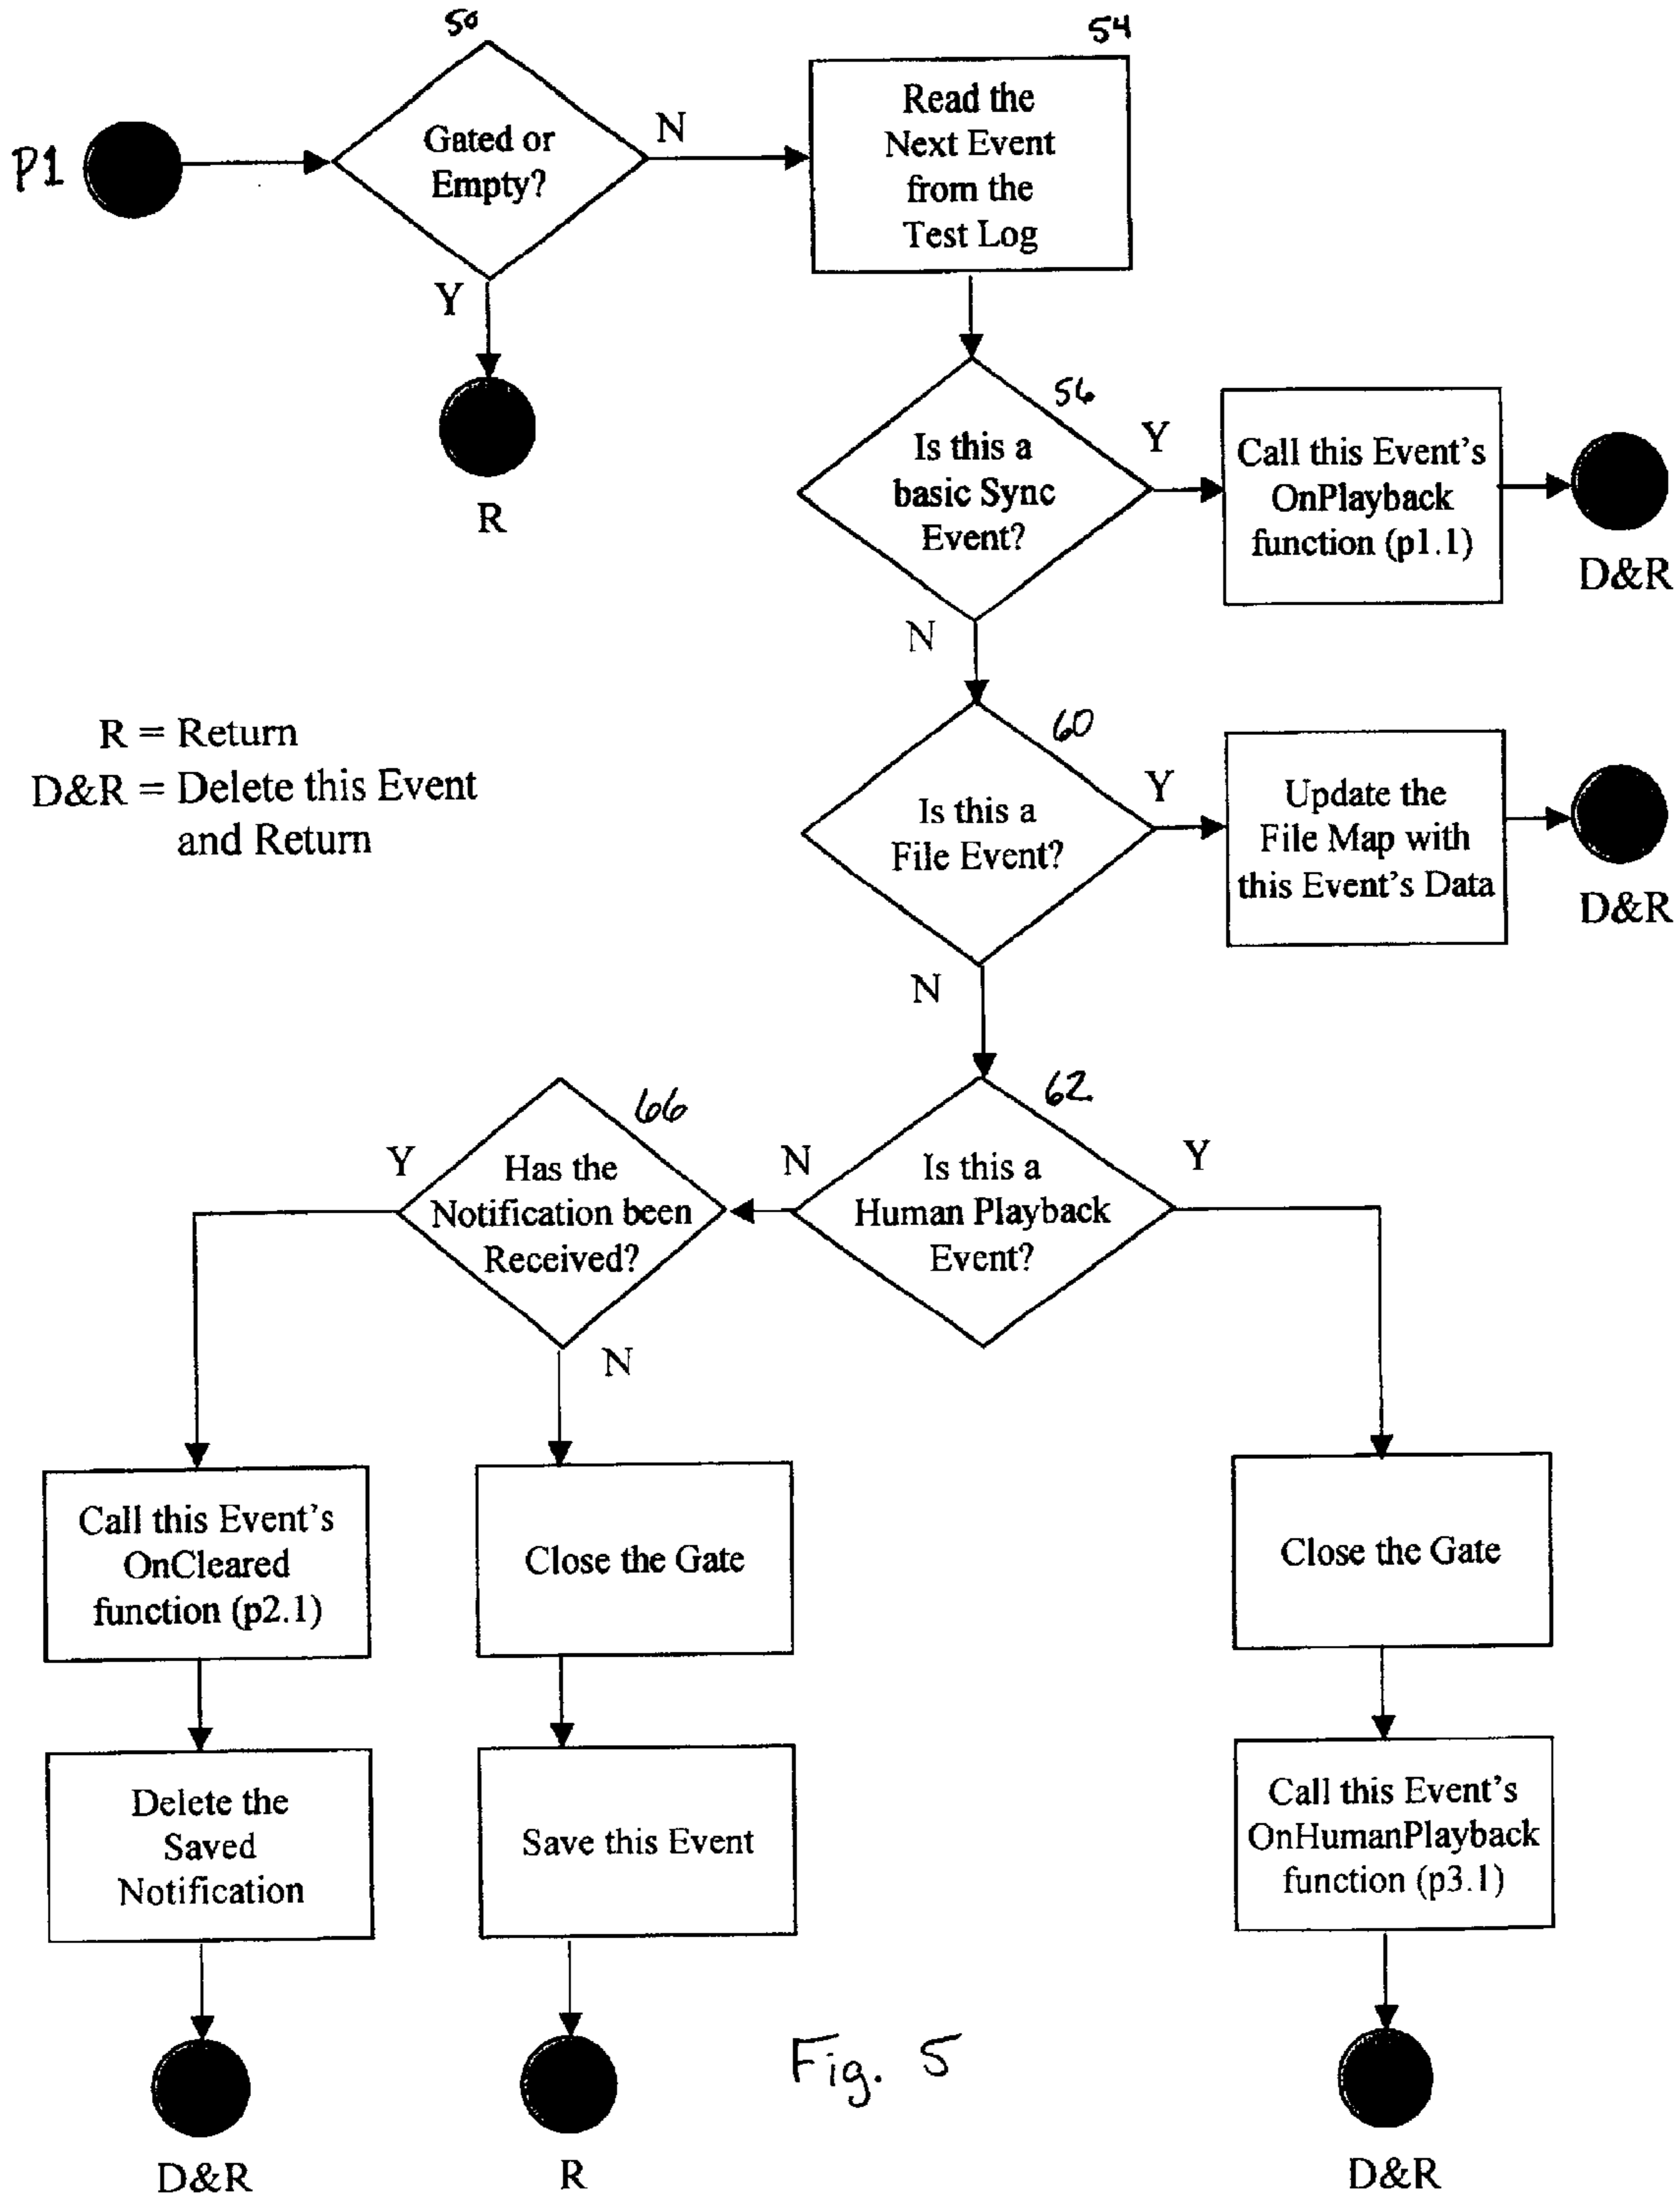 50
54
P1
Gated or
Empty?
N
Read the
Next Event
from the
Test Log
Y
R
56
Is this a
basic Sync
Event?
Y
Call this Event's
OnPlayback
function (p1.1)
D&R
N
R = Return
D&R = Delete this Event
and Return
60
Is this a
File Event?
Y
Update the
File Map with
this Event's Data
D&R
N
66
62
Y
Has the
Notification been
Received?
N
Is this a
Human Playback
Event?
Y
N
Call this Event's
OnCleared
function (p2.1)
Close the Gate
Close the Gate
Delete the
Saved
Notification
Save this Event
Call this Event's
OnHumanPlayback
function (p3.1)
Fig. 5
D&R
R
D&R